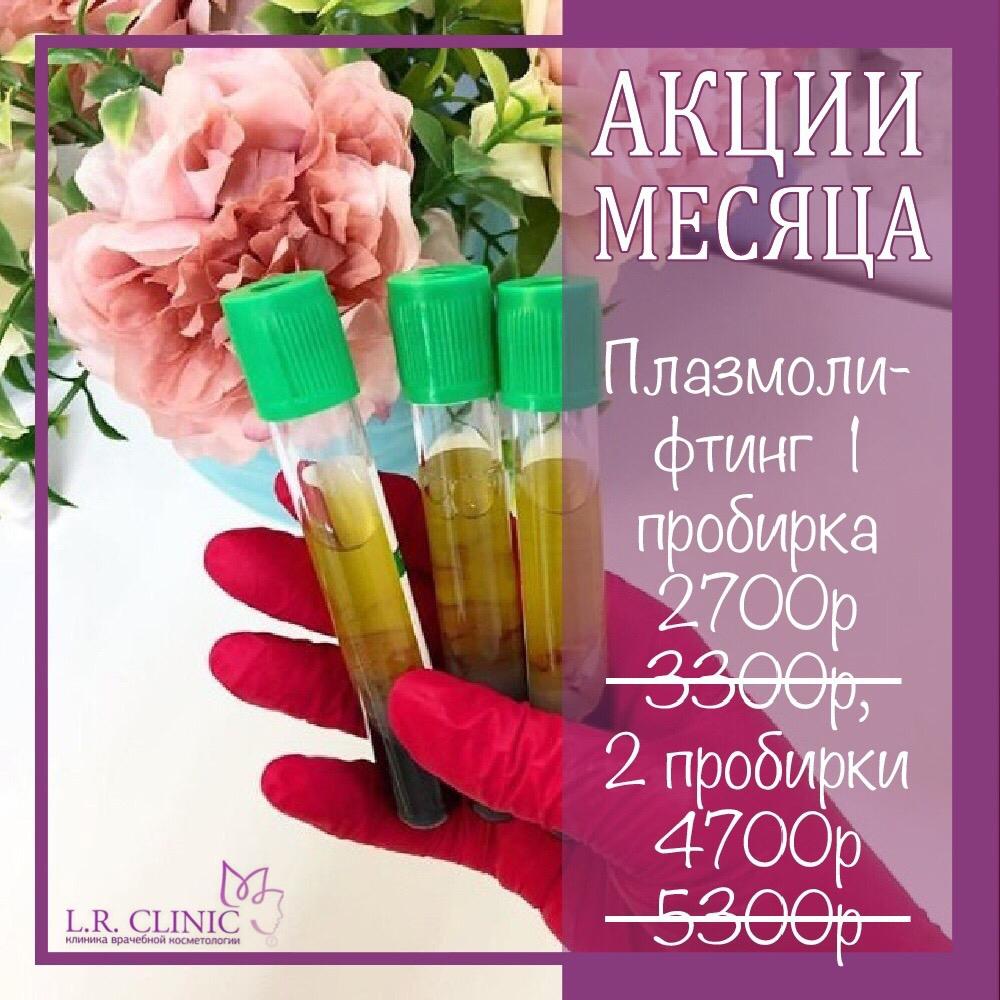 АКЦИИ
МЕСЯЦА
Плазмоли-
фтинг 1
пробирка
2700р
3300р,
2 пробирки
4700р
5300р
L.R. CLINIC
клиника врачебной косметологии